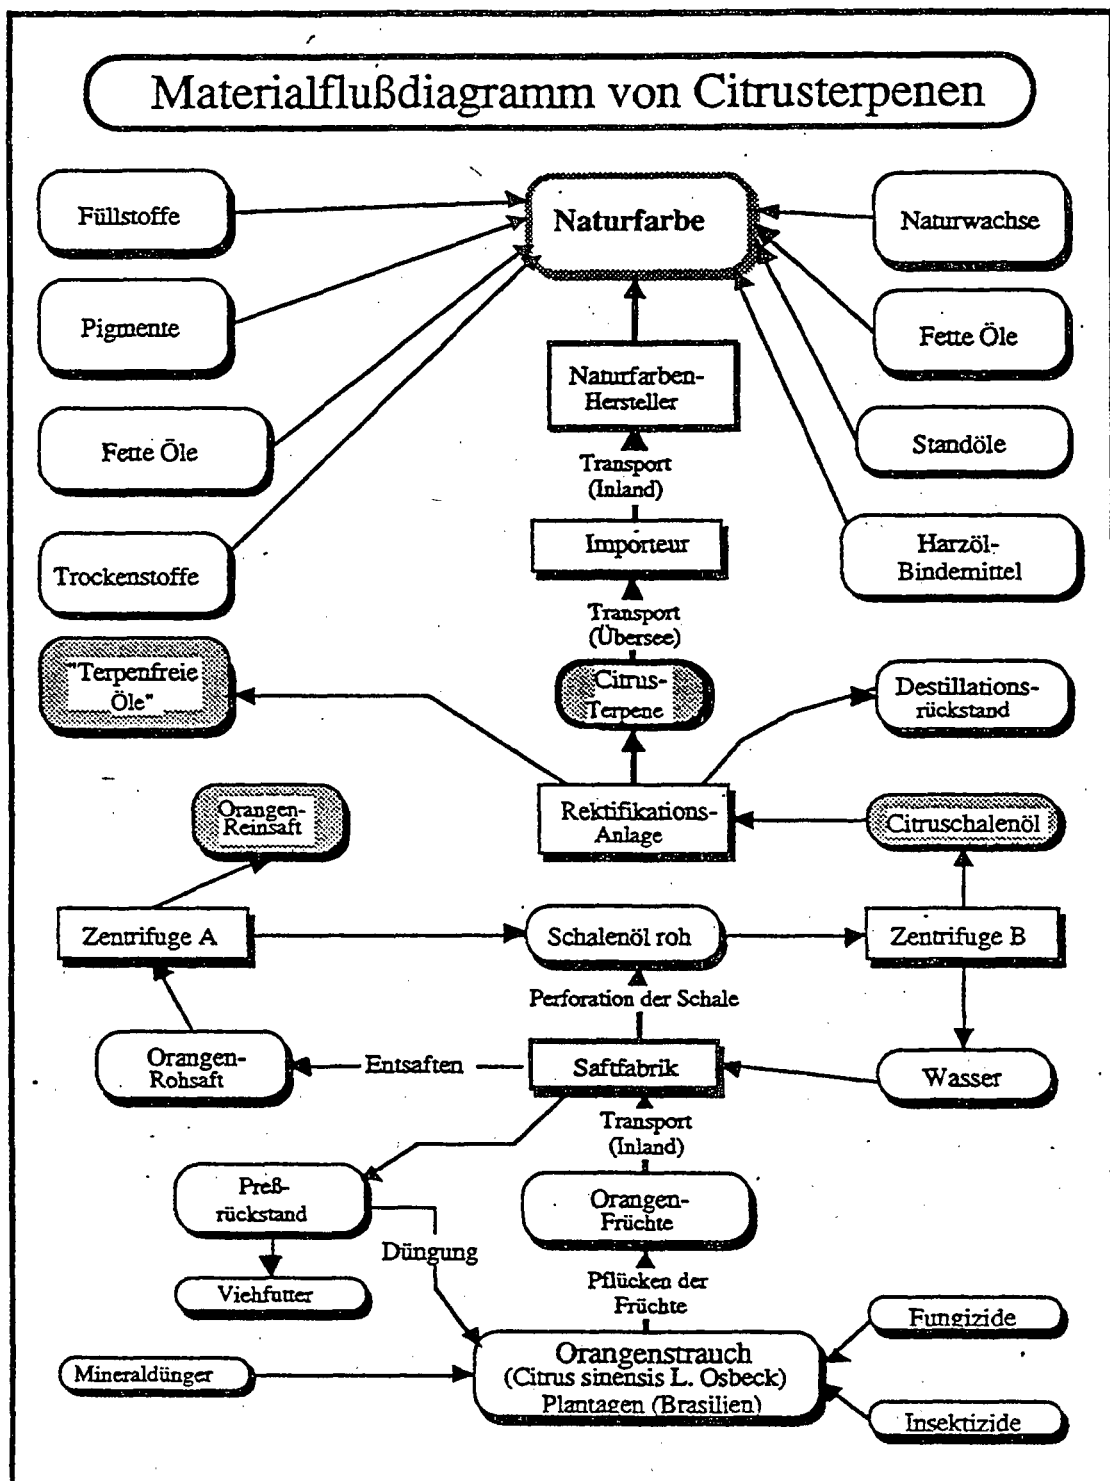 Materialflußdiagramm von Citrusterpenen
Füllstoffe
Naturfarbe
Naturwachse
Pigmente
Fette Öle
Naturfarben-
Hersteller
Fette Öle
Standöle
Transport
(Inland)
Importeur
Harzöl-
Bindemittel
Trockenstoffe
Transport
(Übersee)
"Terpenfreie
Öle"
Citrus-
Terpene
Destillations-
rückstand
Orangen-
Reinsaft
Rektifikations-
Anlage
Citruschalenöl
Zentrifuge A
Schalenöl roh
Zentrifuge B
Perforation der Schale
Orangen-
Rohsaft
Entsaften
Saftfabrik
Wasser
Transport
(Inland)
Preß-
rückstand
Orangen-
Früchte
Düngung
Viehfutter
Pflücken der
Früchte
Fungizide
Mineraldünger
Orangenstrauch
(Citrus sinensis L. Osbeck)
Plantagen (Brasilien)
Insektizide